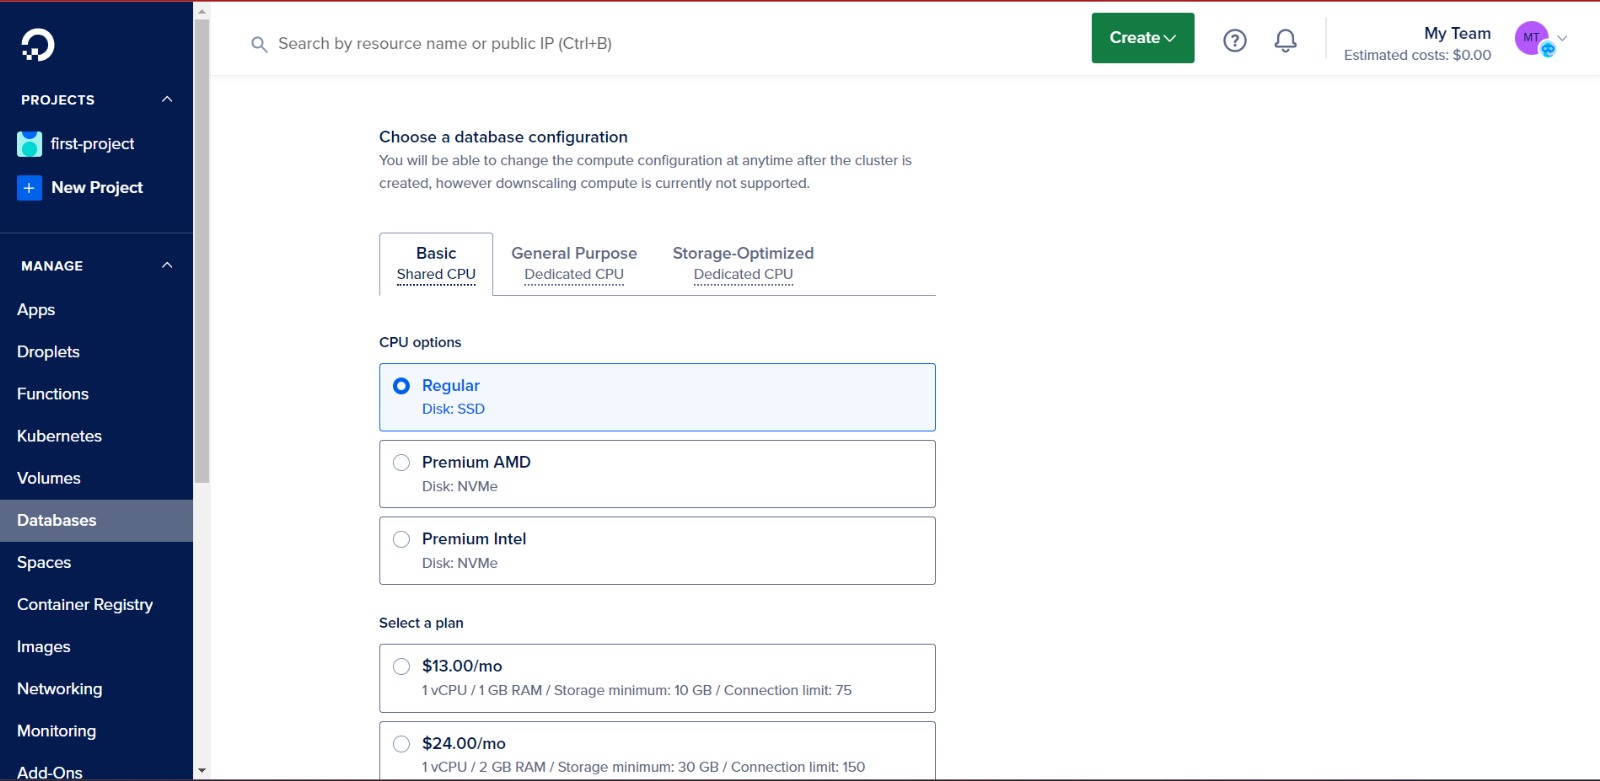 Search by resource name or public IP (Ctrl+B)
Create
My Team
Estimated costs: $0.00
MT
PROJECTS
first-project
New Project
MANAGE
Apps
Droplets
Functions
Kubernetes
Volumes
Databases
Spaces
Container Registry
Images
Networking
Monitoring
Add-Ons
Choose a database configuration
You will be able to change the compute configuration at anytime after the cluster is
created, however downscaling compute is currently not supported.
Basic
Shared CPU
General Purpose
Dedicated CPU
Storage-Optimized
Dedicated CPU
CPU options
Regular
Disk: SSD
Premium AMD
Disk: NVMe
Premium Intel
Disk: NVMe
Select a plan
$13.00/mo
1 vCPU / 1 GB RAM / Storage minimum: 10 GB / Connection limit: 75
$24.00/mo
1 vCPU / 2 GB RAM / Storage minimum: 30 GB / Connection limit: 150